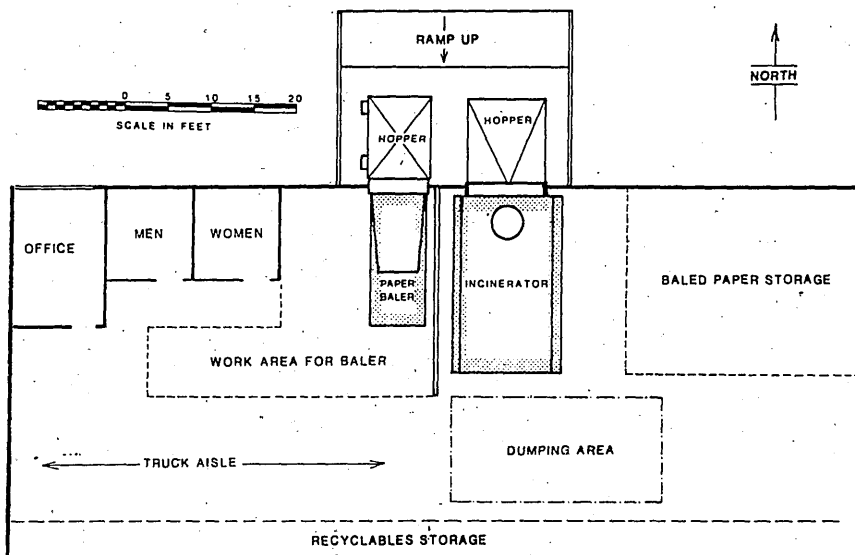 RAMP UP
NORTH
0 5 10 15 20
SCALE IN FEET
HOPPER
HOPPER
OFFICE
MEN
WOMEN
PAPER
BALER
INCINERATOR
BALED PAPER STORAGE
WORK AREA FOR BALER
TRUCK AISLE
DUMPING AREA
RECYCLABLES STORAGE